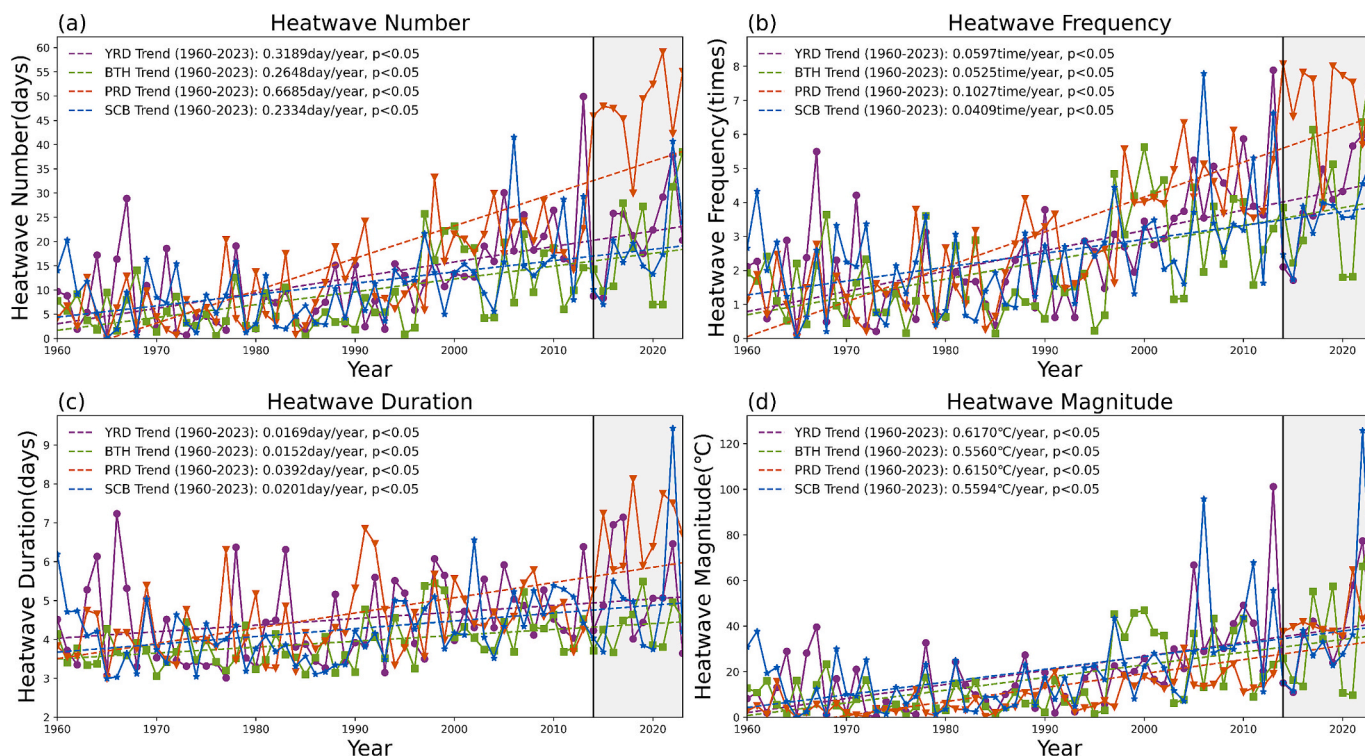 (a) Heatwave Number
Heatwave Number(days)
60
55
50
45
40
35
30
25
20
15
10
5
0
YRD Trend (1960-2023): 0.3189day/year, p<0.05
BTH Trend (1960-2023): 0.2648day/year, p<0.05
PRD Trend (1960-2023): 0.6685day/year, p<0.05
SCB Trend (1960-2023): 0.2334day/year, p<0.05
1960 1970 1980 1990 2000 2010 2020
Year
(b) Heatwave Frequency
Heatwave Frequency(times)
8
7
6
5
4
3
2
1
0
YRD Trend (1960-2023): 0.0597time/year, p<0.05
BTH Trend (1960-2023): 0.0525time/year, p<0.05
PRD Trend (1960-2023): 0.1027time/year, p<0.05
SCB Trend (1960-2023): 0.0409time/year, p<0.05
1960 1970 1980 1990 2000 2010 2020
Year
(c) Heatwave Duration
Heatwave Duration(days)
9
8
7
6
5
4
3
2
YRD Trend (1960-2023): 0.0169day/year, p<0.05
BTH Trend (1960-2023): 0.0152day/year, p<0.05
PRD Trend (1960-2023): 0.0392day/year, p<0.05
SCB Trend (1960-2023): 0.0201day/year, p<0.05
1960 1970 1980 1990 2000 2010 2020
Year
(d) Heatwave Magnitude
Heatwave Magnitude(℃)
120
100
80
60
40
20
0
YRD Trend (1960-2023): 0.6170℃/year, p<0.05
BTH Trend (1960-2023): 0.5560℃/year, p<0.05
PRD Trend (1960-2023): 0.6150℃/year, p<0.05
SCB Trend (1960-2023): 0.5594℃/year, p<0.05
1960 1970 1980 1990 2000 2010 2020
Year